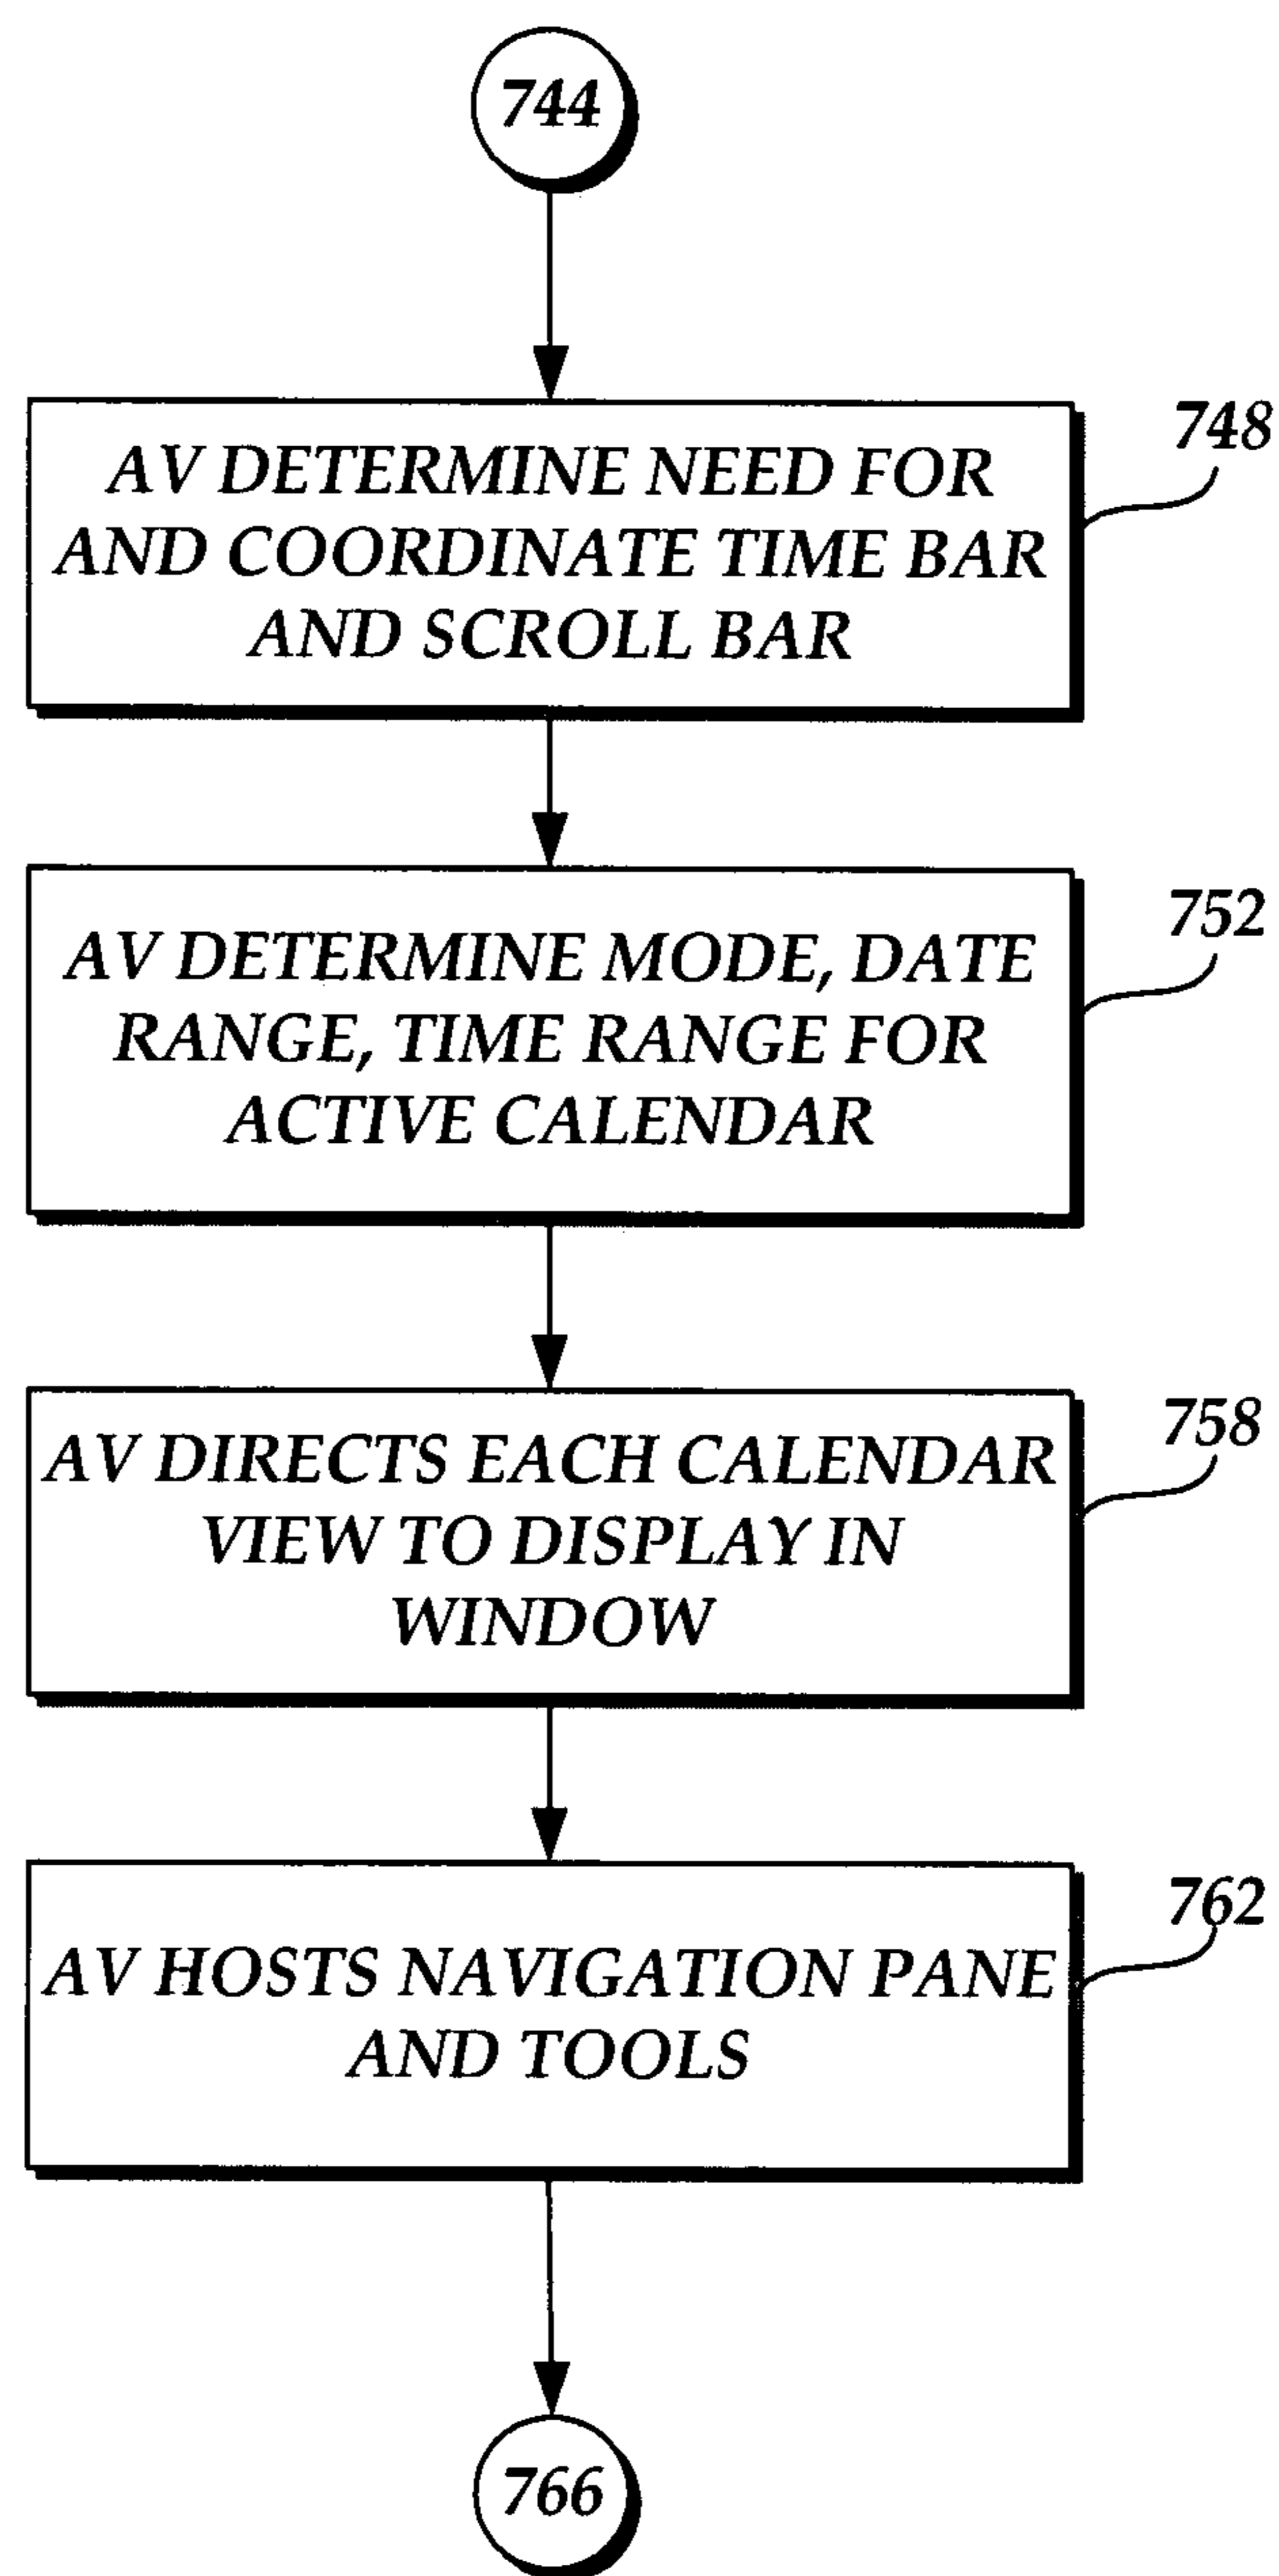 744
AV DETERMINE NEED FOR
AND COORDINATE TIME BAR
AND SCROLL BAR
748
AV DETERMINE MODE, DATE
RANGE, TIME RANGE FOR
ACTIVE CALENDAR
752
AV DIRECTS EACH CALENDAR
VIEW TO DISPLAY IN
WINDOW
758
AV HOSTS NAVIGATION PANE
AND TOOLS
762
766